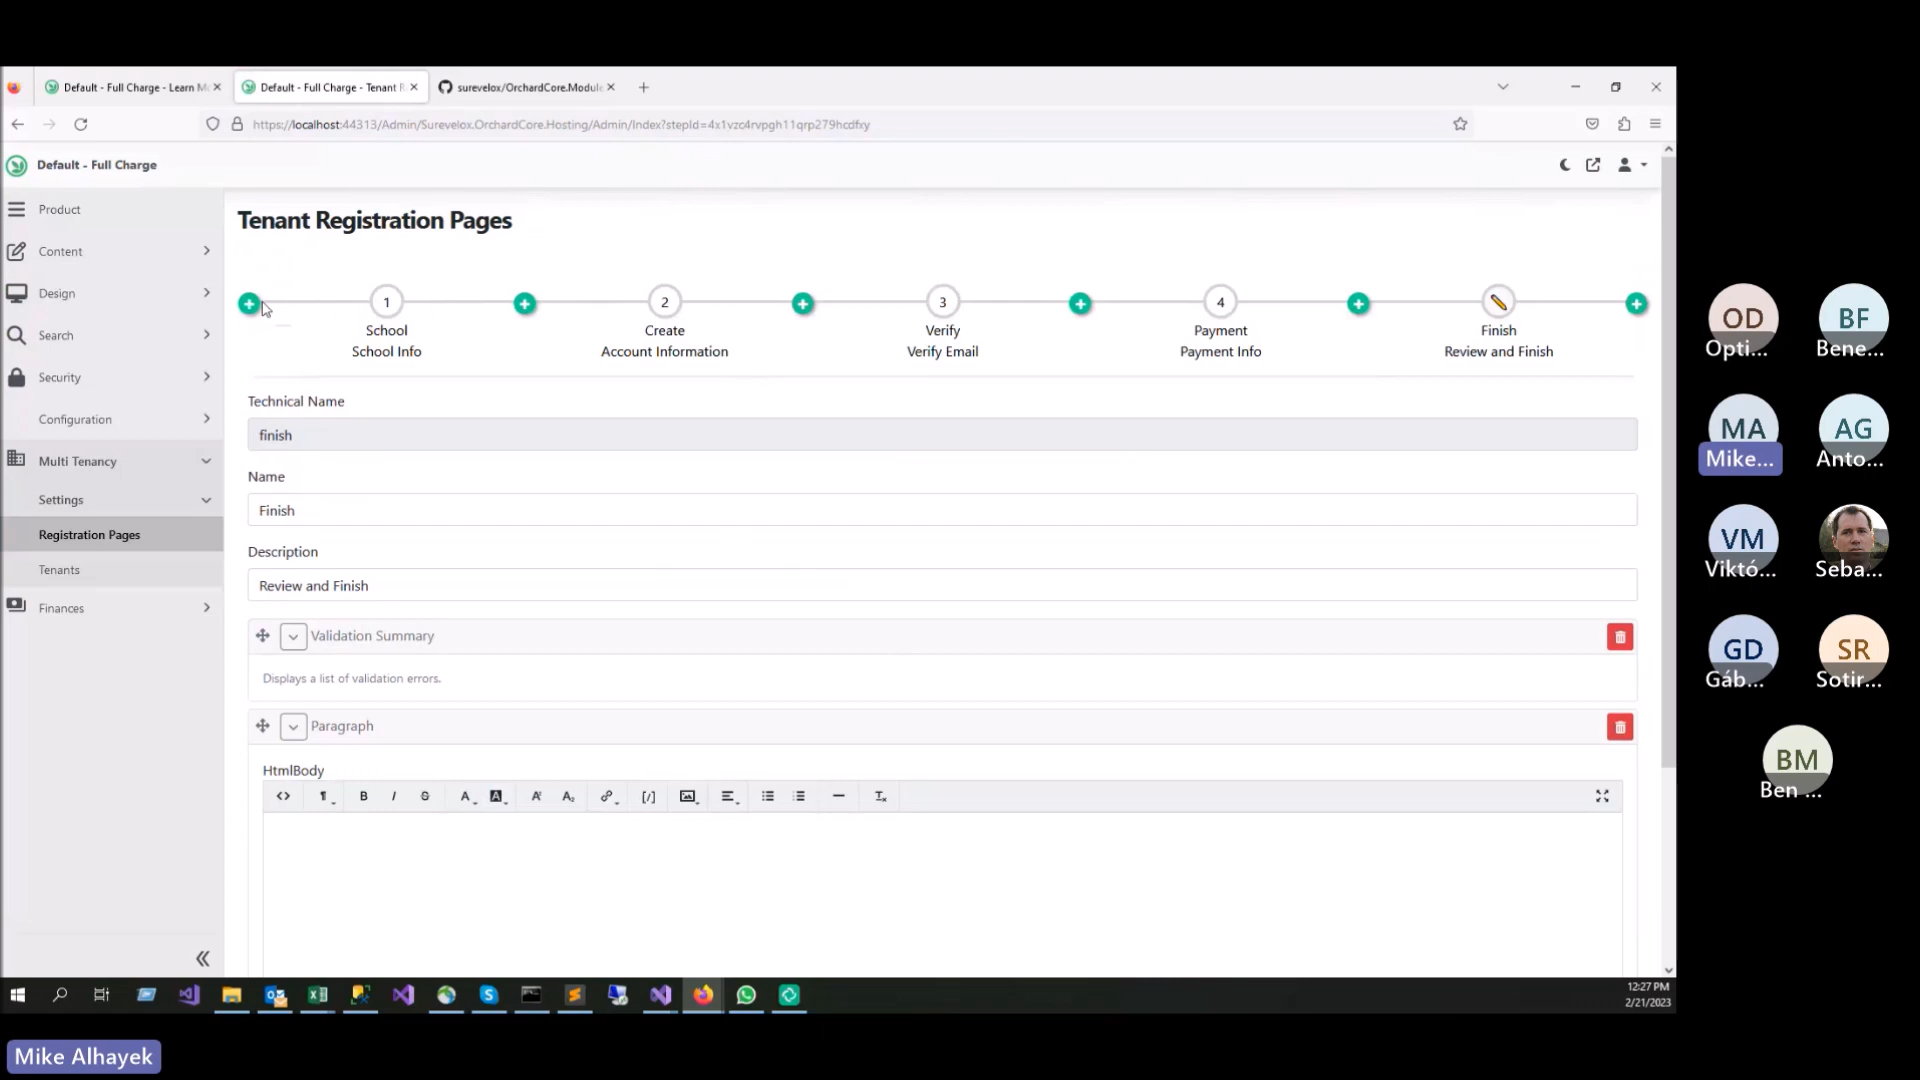 Default - Full Charge - Learn M
Default - Full Charge - Tenant R
surevelox/OrchardCore.Module
https://localhost:44313/Admin/Surevelox.OrchardCore.Hosting/Admin/Index?stepId=4x1vzc4rvpgh11qrp279hcdfxy
Default - Full Charge
Product
Content
Design
Search
Security
Configuration
Multi Tenancy
Settings
Registration Pages
Tenants
Finances
Tenant Registration Pages
1
School
School Info
2
Create
Account Information
3
Verify
Verify Email
4
Payment
Payment Info
Finish
Review and Finish
Technical Name
finish
Name
Finish
Description
Review and Finish
Validation Summary
Displays a list of validation errors.
Paragraph
HtmlBody
12:27 PM
2/21/2023
OD
Opti...
BF
Bene...
MA
Mike...
AG
Anto...
VM
Viktó...
Seba...
GD
Gáb...
SR
Sotir...
BM
Ben ...
Mike Alhayek